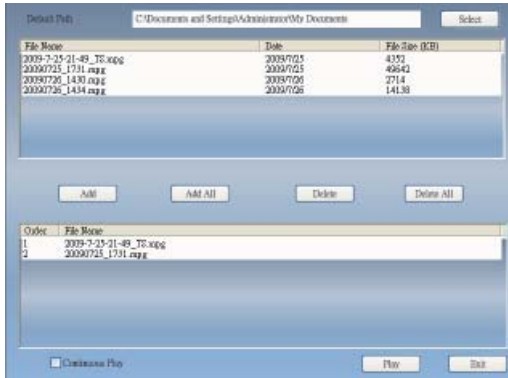 Default Path C:\Documents and Settings\Administrator\My Documents Select
File Name Date File Size (KB)
2009-7-25-21-49_TS.mpg 2009/7/25 4352
20090725_1731.mpg 2009/7/25 49642
20090726_1430.mpg 2009/7/26 2714
20090726_1434.mpg 2009/7/26 14138
Add Add All Delete Delete All
Order File Name
1 2009-7-25-21-49_TS.mpg
2 20090725_1731.mpg
Continuous Play Play Exit